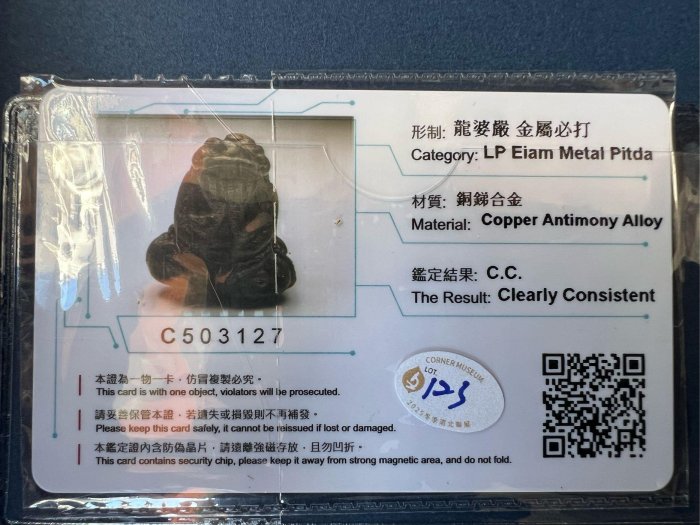 形制: 龍婆嚴 金屬必打
Category: LP Eiam Metal Pitda
材質: 銅銻合金
Material: Copper Antimony Alloy
鑑定結果: C.C.
The Result: Clearly Consistent
C503127
本證為一物一卡，仿冒複製必究。
This card is with one object, violators will be prosecuted.
請妥善保管本證，若遺失或損毀則不再補發。
Please keep this card safely, it cannot be reissued if lost or damaged.
本鑑定證內含防偽晶片，請遠離強磁存放，且勿凹折。
This card contains security chip, please keep it away from strong magnetic area, and do not fold.
CORNER MUSEUM
LOT.
123